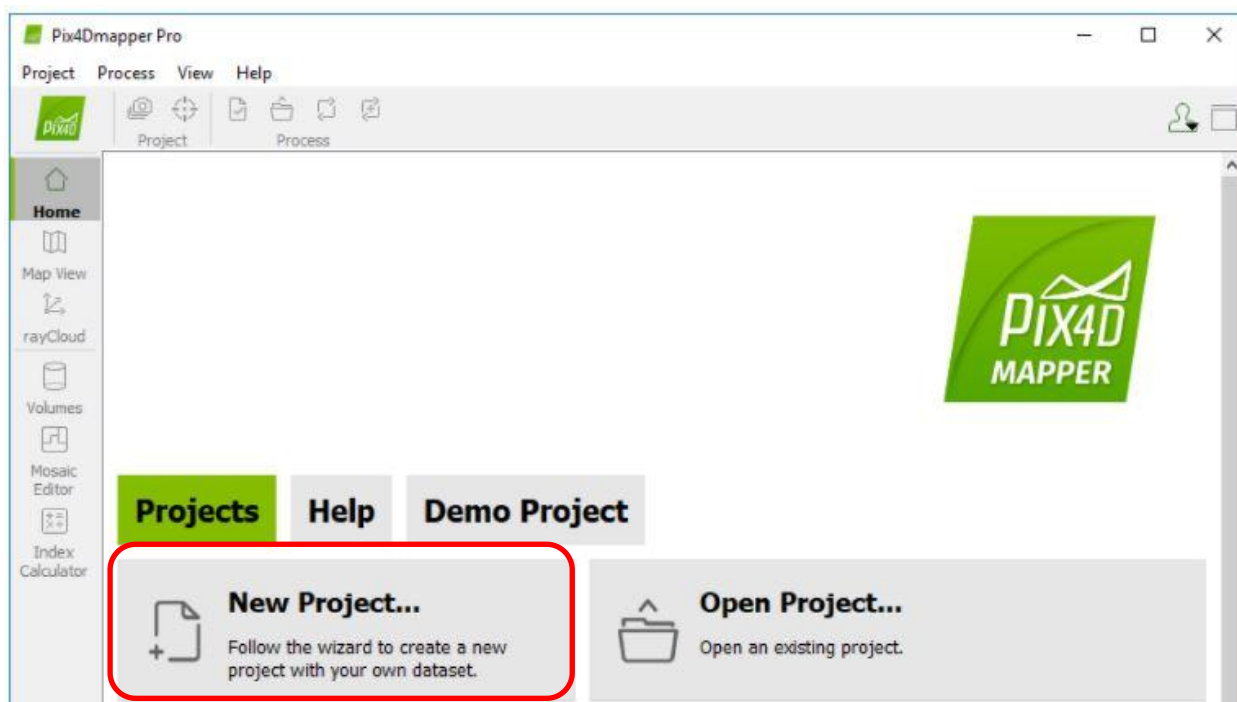 Pix4Dmapper Pro
Project Process View Help
PIX4D
Project Process
Home
Map View
rayCloud
Volumes
Mosaic
Editor
Index
Calculator
PIX4D
MAPPER
Projects Help Demo Project
New Project...
Follow the wizard to create a new
project with your own dataset.
Open Project...
Open an existing project.